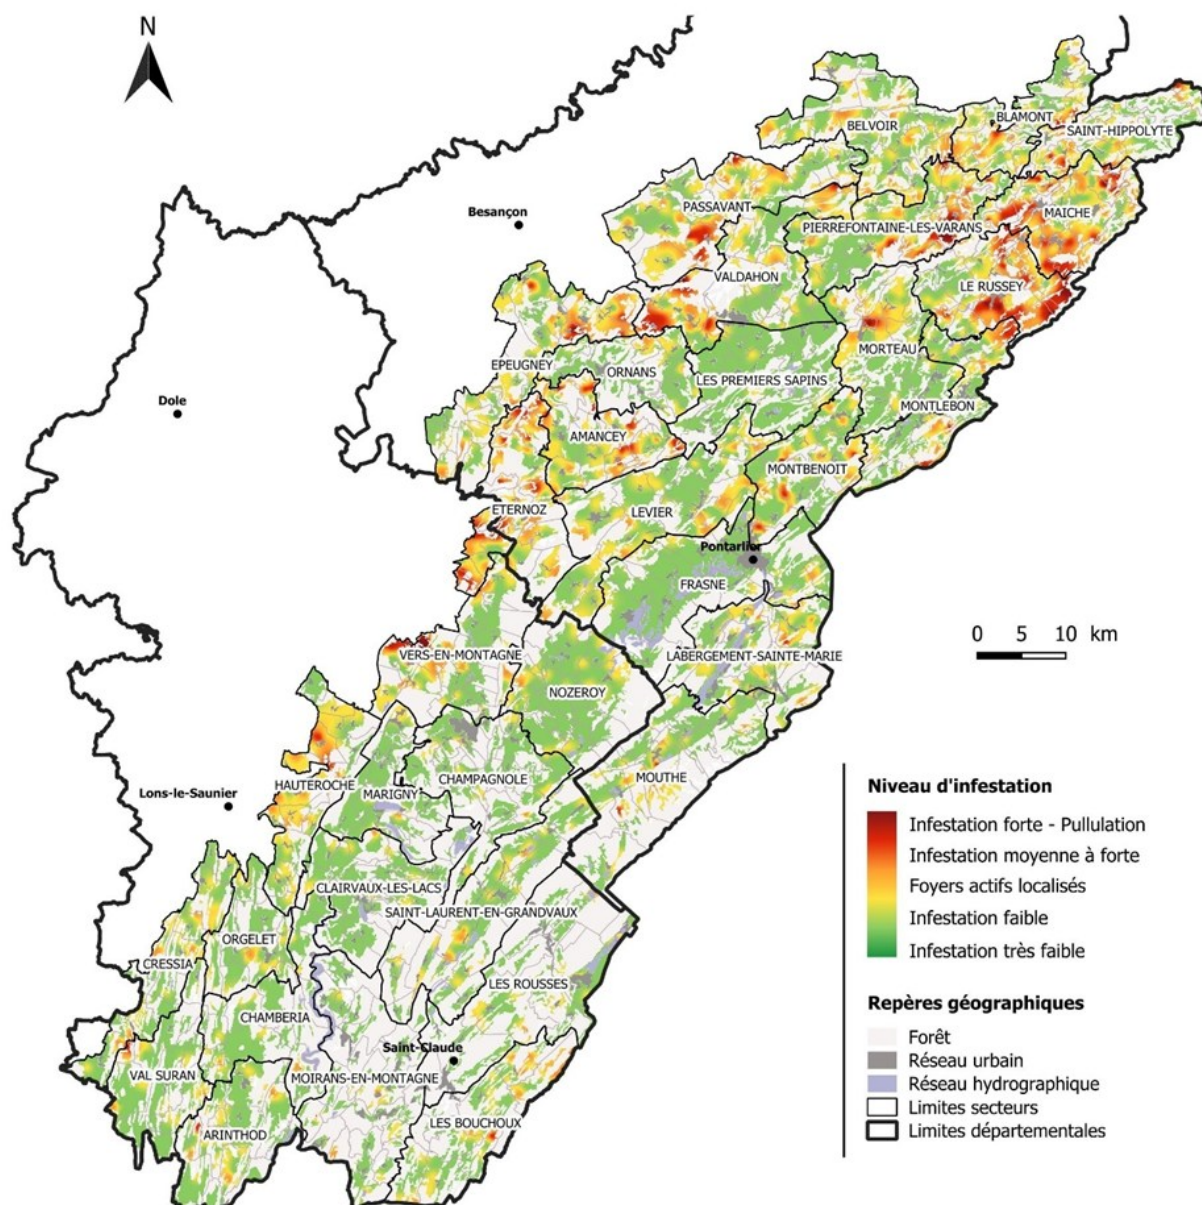 N
BELVOIR
BLAMONT
SAINT-HIPPOLYTE
Besançon
PASSAVANT
MAICHE
PIERREFONTAINE-LES-VARANS
VALDAHON
LE RUSSEY
MORTEAU
EPEUGNEY
ORNANS
LES PREMIERS SAPINS
Dole
MONTLEBON
AMANCEY
MONTBENOIT
ETERNOZ
LEVIER
Pontarlier
FRASNE
0 5 10 km
VERS-EN-MONTAGNE
LABERGEMENT-SAINTE-MARIE
NOZEROY
HAUTEROCHE
CHAMPAGNOLE
MOUTHE
Lons-le-Saunier
MARIGNY
CLAIRVAUX-LES-LACS
SAINT-LAURENT-EN-GRANDVAUX
ORGELET
CRESSIA
LES ROUSSES
CHAMBERIA
Saint-Claude
VAL SURAN
MOIRANS-EN-MONTAGNE
ARINTHOD
LES BOUCHOUX
Niveau d'infestation
Infestation forte - Pullulation
Infestation moyenne à forte
Foyers actifs localisés
Infestation faible
Infestation très faible
Repères géographiques
Forêt
Réseau urbain
Réseau hydrographique
Limites secteurs
Limites départementales